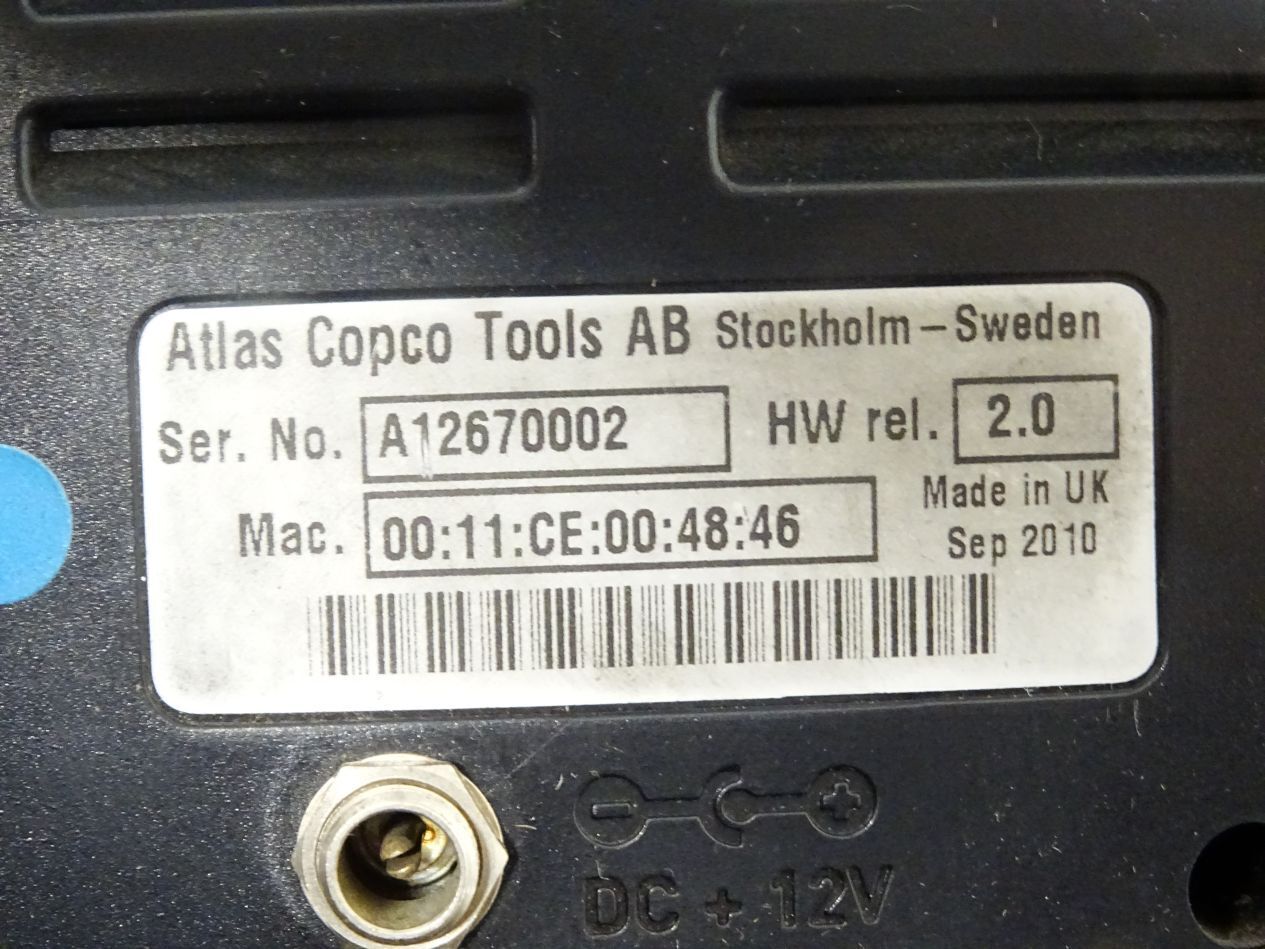 Atlas Copco Tools AB Stockholm – Sweden
Ser. No. A12670002 HW rel. 2.0
Made in UK
Mac. 00:11:CE:00:48:46
Sep 2010
DC + 12V